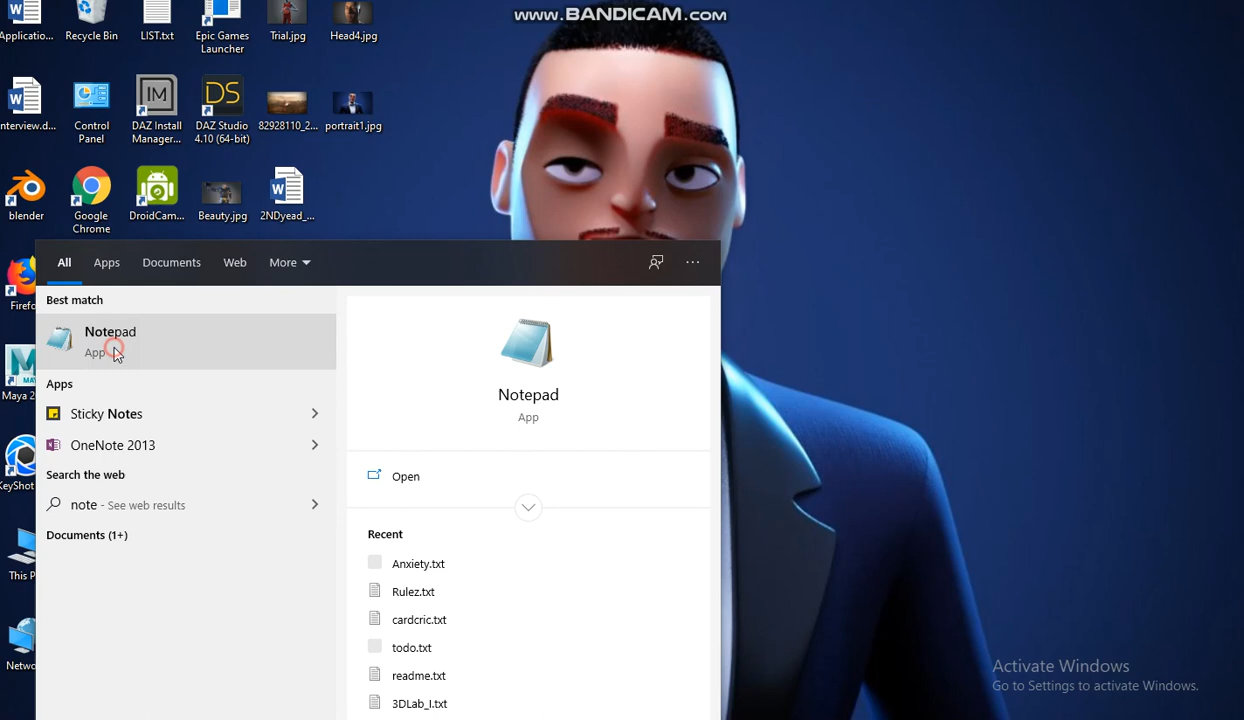 www.BANDICAM.com
Applicatio...
Recycle Bin
LIST.txt
Epic Games
Launcher
Trial.jpg
Head4.jpg
nterview.d...
Control
Panel
DAZ Install
Manager...
DAZ Studio
4.10 (64-bit)
82928110_2...
portrait1.jpg
IM
DS
blender
Google
Chrome
DroidCam...
Beauty.jpg
2NDyead_...
All
Apps
Documents
Web
More
Firefo
Maya 2
KeyShot
This P
Netwo
Best match
Notepad
App
Apps
Sticky Notes
OneNote 2013
Search the web
note - See web results
Documents (1+)
Notepad
App
Open
Recent
Anxiety.txt
Rulez.txt
cardcric.txt
todo.txt
readme.txt
3DLab_I.txt
Activate Windows
Go to Settings to activate Windows.